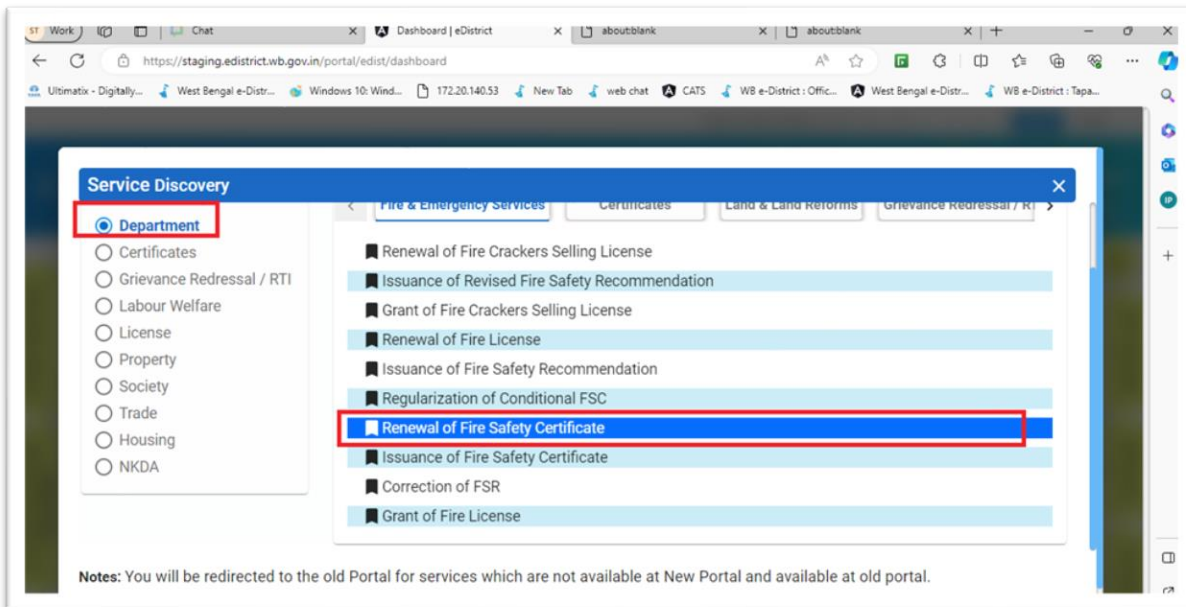 ST Work
Chat
Dashboard | eDistrict
about:blank
about:blank
https://staging.edistrict.wb.gov.in/portal/edist/dashboard
Ultimatix - Digitally... West Bengal e-Distr... Windows 10: Wind... 172.20.140.53 New Tab web chat CATS WB e-District : Offic... West Bengal e-Distr... WB e-District : Tapa...
Service Discovery
Department
Certificates
Grievance Redressal / RTI
Labour Welfare
License
Property
Society
Trade
Housing
NKDA
Fire & Emergency Services Certificates Land & Land Reforms Grievance Redressal / R
Renewal of Fire Crackers Selling License
Issuance of Revised Fire Safety Recommendation
Grant of Fire Crackers Selling License
Renewal of Fire License
Issuance of Fire Safety Recommendation
Regularization of Conditional FSC
Renewal of Fire Safety Certificate
Issuance of Fire Safety Certificate
Correction of FSR
Grant of Fire License
IP
Notes: You will be redirected to the old Portal for services which are not available at New Portal and available at old portal.